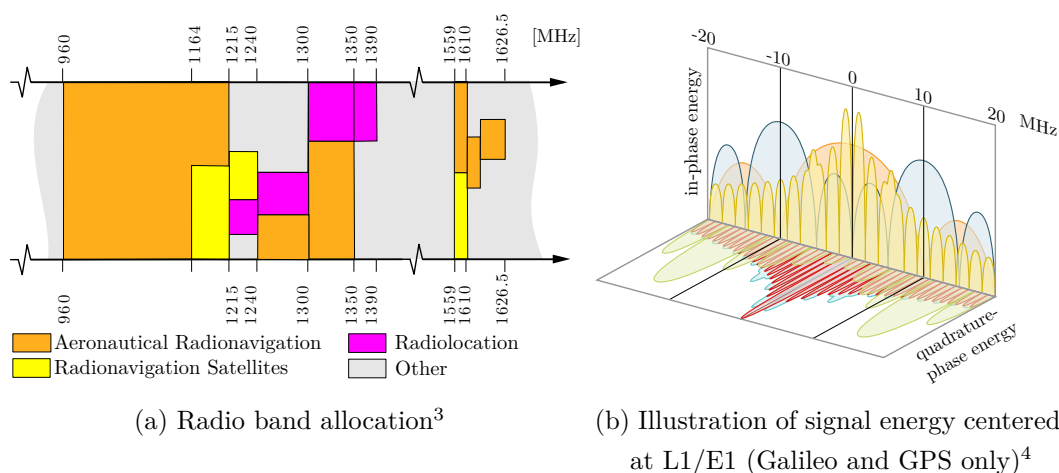 960
1164
1215
1240
1300
1350
1390
1559
1610
1626.5
[MHz]
960
1215
1240
1300
1350
1390
1559
1610
1626.5
Aeronautical Radionavigation
Radiolocation
Radionavigation Satellites
Other
(a) Radio band allocation³
-20
-10
0
10
20
MHz
in-phase energy
quadrature-
phase energy
(b) Illustration of signal energy centered
at L1/E1 (Galileo and GPS only)⁴